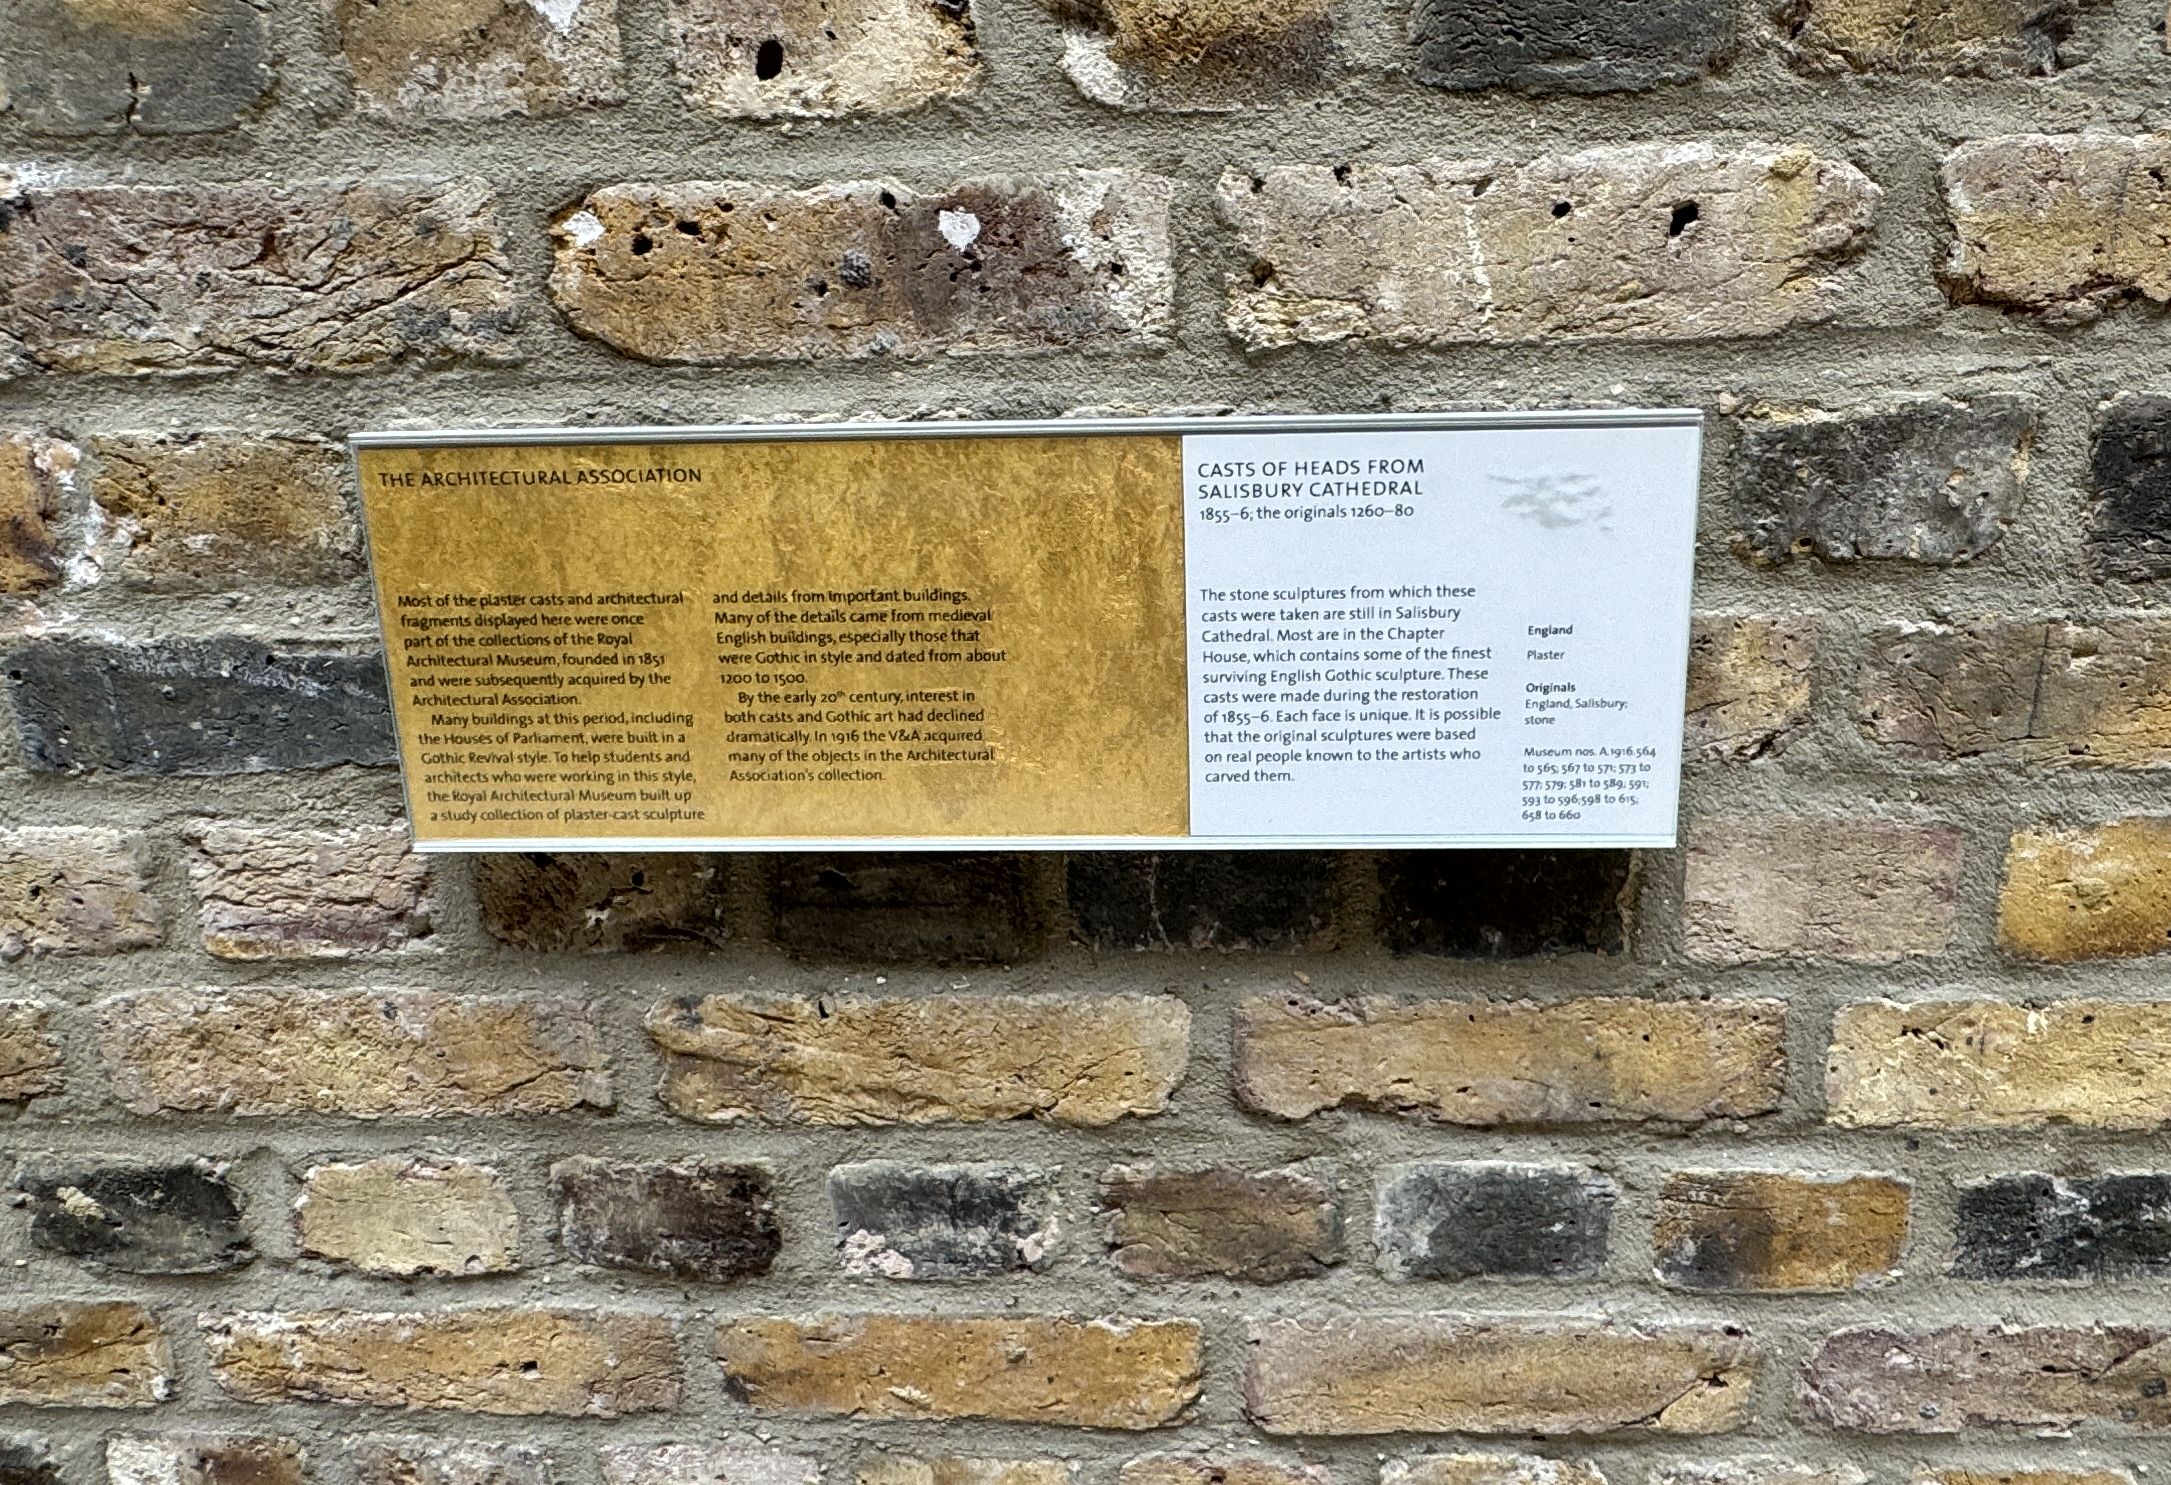 THE ARCHITECTURAL ASSOCIATION
Most of the plaster casts and architectural
fragments displayed here were once
part of the collections of the Royal
Architectural Museum, founded in 1851
and were subsequently acquired by the
Architectural Association.
Many buildings at this period, including
the Houses of Parliament, were built in a
Gothic Revival style. To help students and
architects who were working in this style,
the Royal Architectural Museum built up
a study collection of plaster-cast sculpture
and details from important buildings.
Many of the details came from medieval
English buildings, especially those that
were Gothic in style and dated from about
1200 to 1500.
By the early 20th century, interest in
both casts and Gothic art had declined
dramatically. In 1916 the V&A acquired
many of the objects in the Architectural
Association's collection.
CASTS OF HEADS FROM
SALISBURY CATHEDRAL
1855–6; the originals 1260–80
The stone sculptures from which these
casts were taken are still in Salisbury
Cathedral. Most are in the Chapter
House, which contains some of the finest
surviving English Gothic sculpture. These
casts were made during the restoration
of 1855–6. Each face is unique. It is possible
that the original sculptures were based
on real people known to the artists who
carved them.
England
Plaster
Originals
England, Salisbury;
stone
Museum nos. A.1916.564
to 565; 567 to 571; 573 to
577; 579; 581 to 589; 591;
593 to 596; 598 to 615;
658 to 660